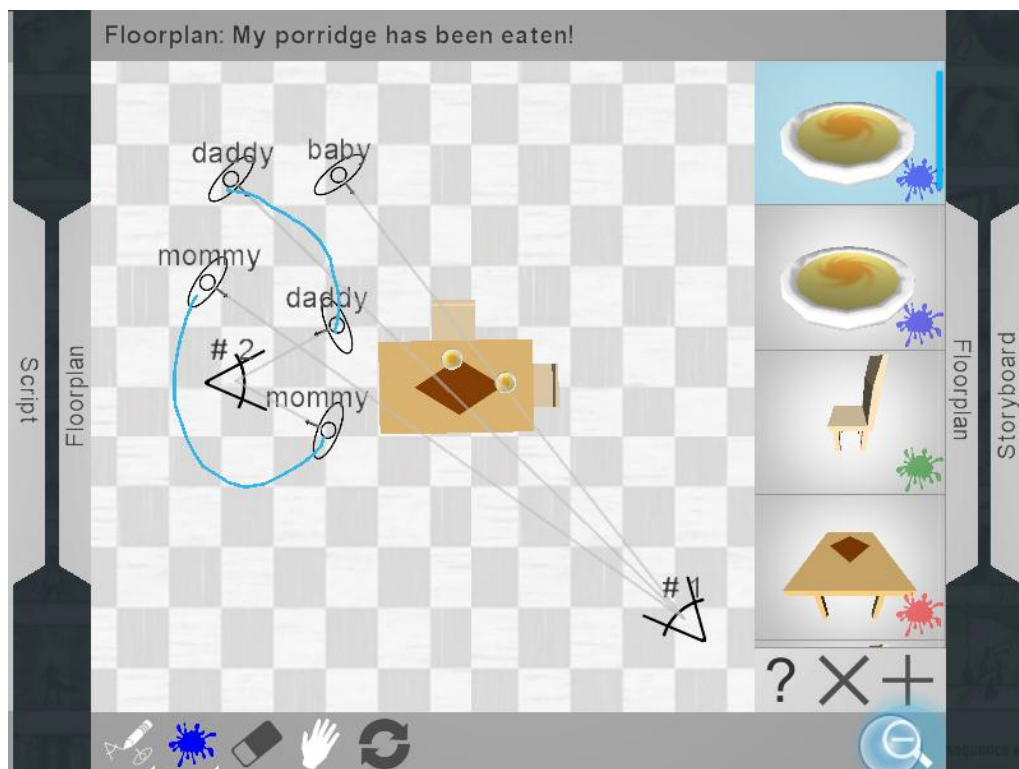 Floorplan: My porridge has been eaten!
daddy
baby
mommy
daddy
# 2
mommy
# 1
Script
Floorplan
Floorplan
Storyboard
?